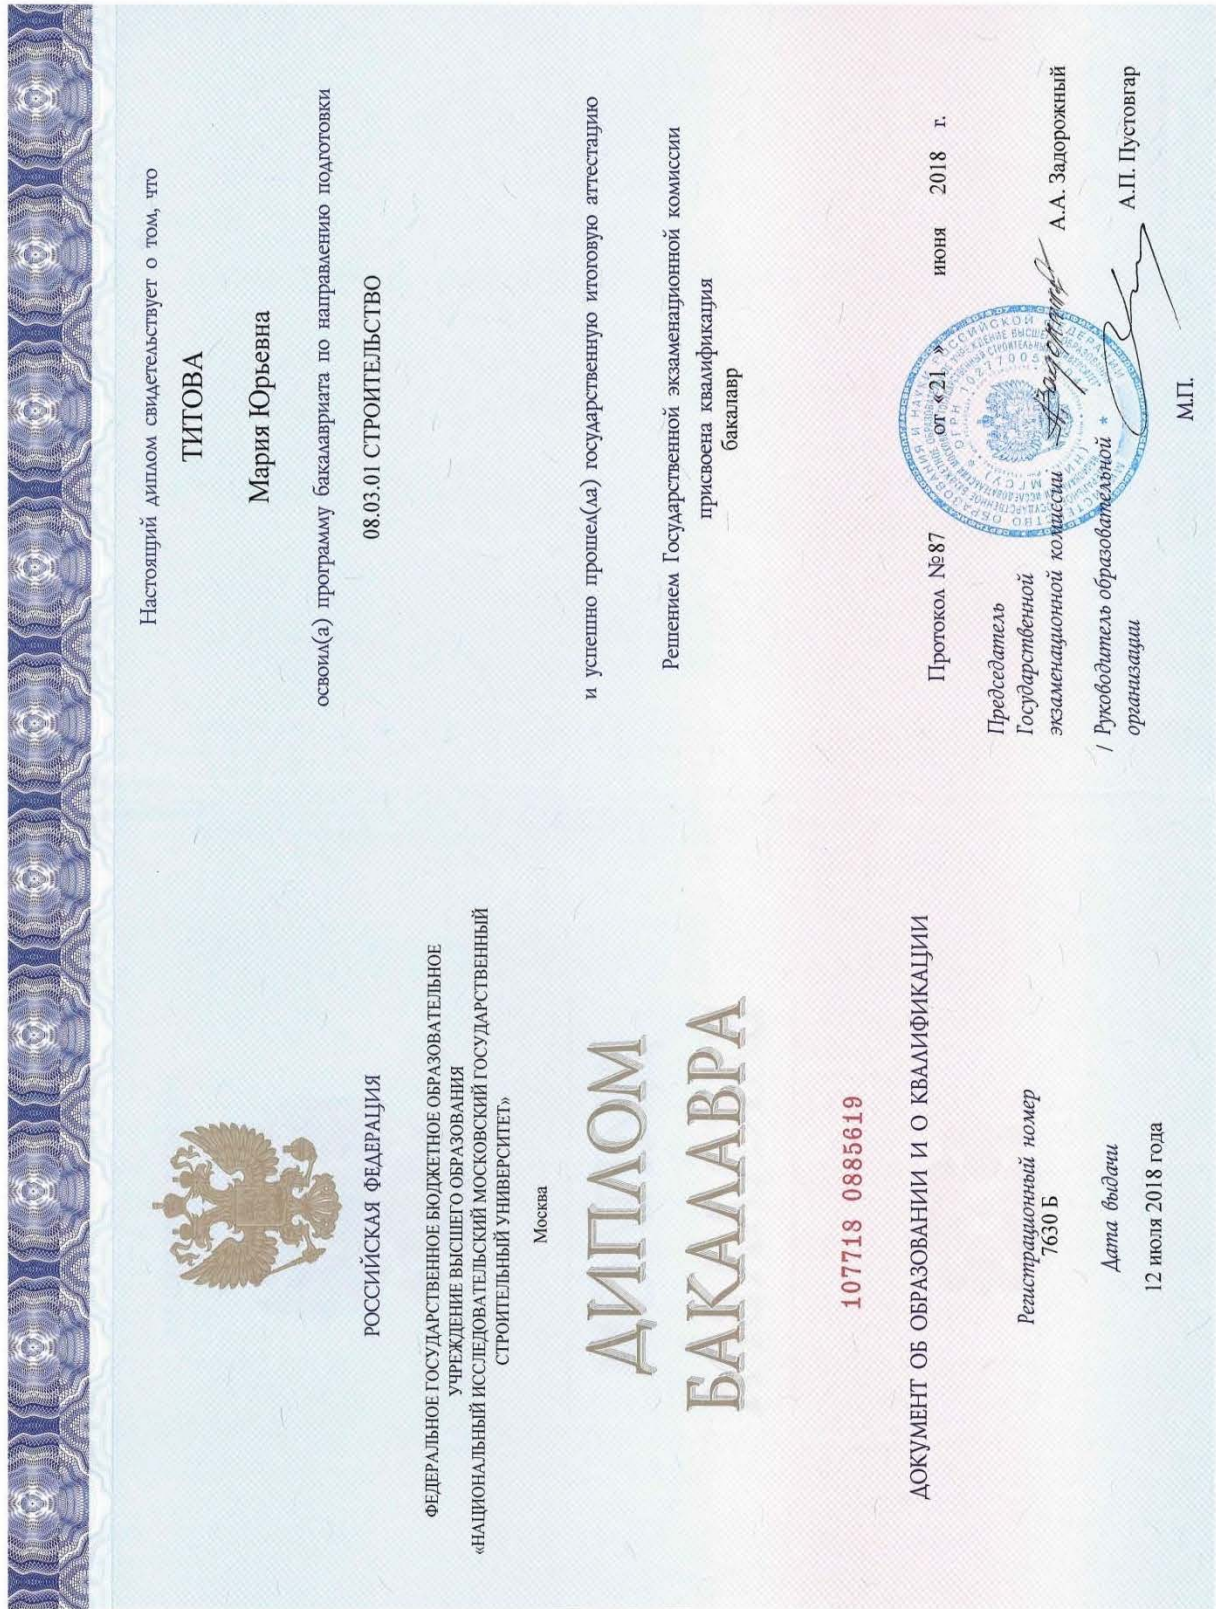 РОССИЙСКАЯ ФЕДЕРАЦИЯ
ФЕДЕРАЛЬНОЕ ГОСУДАРСТВЕННОЕ БЮДЖЕТНОЕ ОБРАЗОВАТЕЛЬНОЕ
УЧРЕЖДЕНИЕ ВЫСШЕГО ОБРАЗОВАНИЯ
«НАЦИОНАЛЬНЫЙ ИССЛЕДОВАТЕЛЬСКИЙ МОСКОВСКИЙ ГОСУДАРСТВЕННЫЙ
СТРОИТЕЛЬНЫЙ УНИВЕРСИТЕТ»
Москва
ДИПЛОМ
БАКАЛАВРА
107718 0885619
ДОКУМЕНТ ОБ ОБРАЗОВАНИИ И О КВАЛИФИКАЦИИ
Регистрационный номер
7630 Б
Дата выдачи
12 июля 2018 года
Настоящий диплом свидетельствует о том, что
ТИТОВА
Мария Юрьевна
освоил(а) программу бакалавриата по направлению подготовки
08.03.01 СТРОИТЕЛЬСТВО
и успешно прошел(ла) государственную итоговую аттестацию
Решением Государственной экзаменационной комиссии
присвоена квалификация
бакалавр
Протокол №87 от «21 » июня 2018 г.
Председатель
Государственной
экзаменационной комиссии А.А. Задорожный
/ Руководитель образовательной А.П. Пустовгар
организации
М.П.